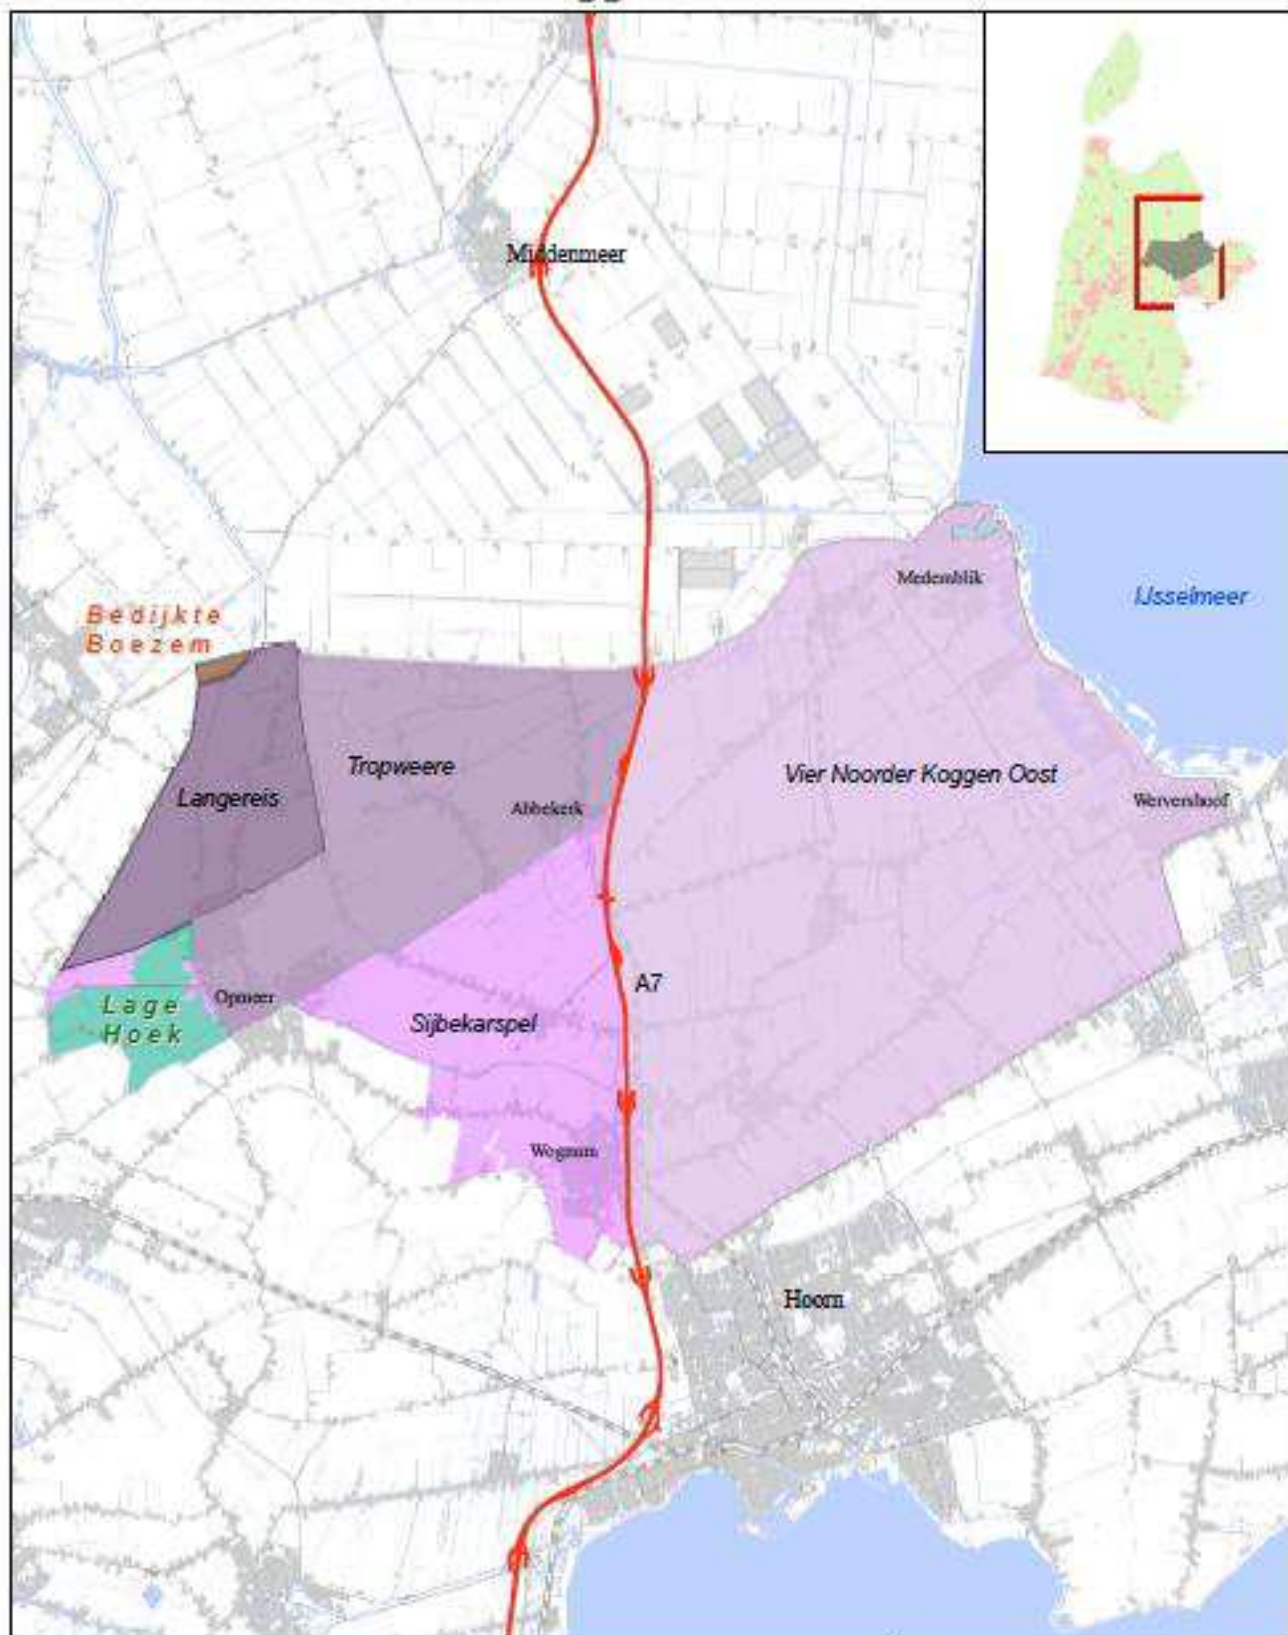 Middenmeer
Medemblik
IJsselmeer
Bedijkte
Boezem
Tropweere
Vier Noorder Koggen Oost
Langereis
Abbekerk
Wervershoof
A7
Opmeer
Lage
Hoek
Sijbekarspel
Wognum
Hoorn